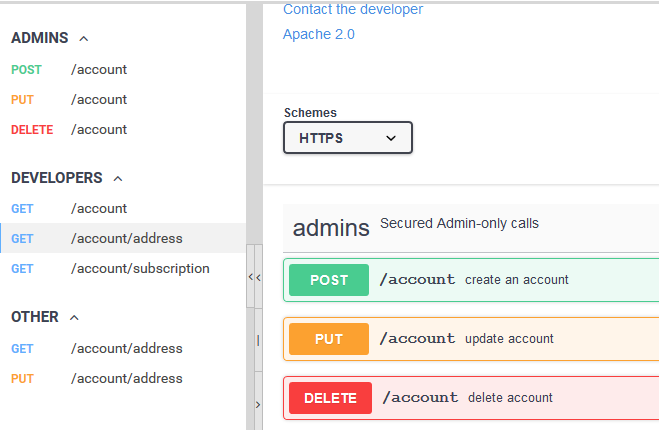 ADMINS
POST /account
PUT /account
DELETE /account
DEVELOPERS
GET /account
GET /account/address
GET /account/subscription
OTHER
GET /account/address
PUT /account/address
<<
|
>
Contact the developer
Apache 2.0
Schemes
HTTPS
admins Secured Admin-only calls
POST /account create an account
PUT /account update account
DELETE /account delete account